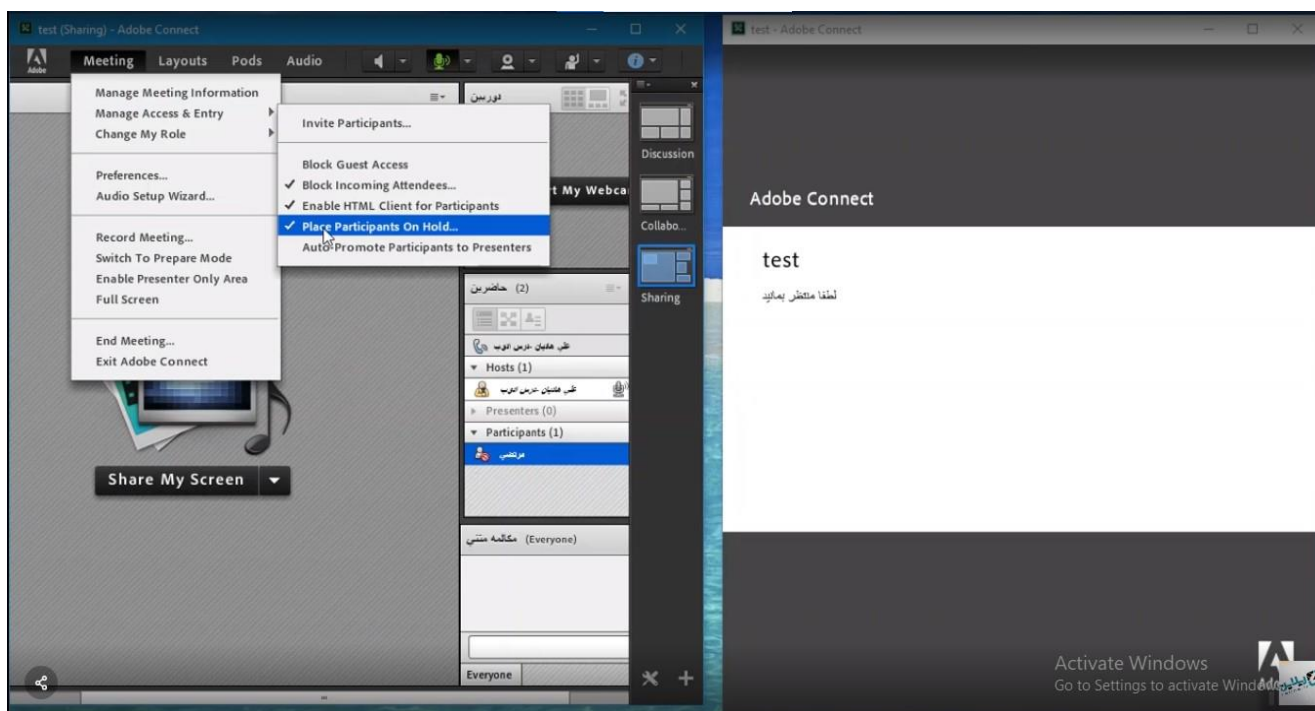 test (Sharing) - Adobe Connect
Adobe
Meeting Layouts Pods Audio
Manage Meeting Information
Manage Access & Entry
Change My Role
Preferences...
Audio Setup Wizard...
Record Meeting...
Switch To Prepare Mode
Enable Presenter Only Area
Full Screen
End Meeting...
Exit Adobe Connect
Invite Participants...
Block Guest Access
Block Incoming Attendees...
Enable HTML Client for Participants
Place Participants On Hold...
Auto-Promote Participants to Presenters
Share My Screen
دوربین
t My Webca
حاضرین (2)
Hosts (1)
Presenters (0)
Participants (1)
مرتضي
مکالمه متنی (Everyone)
Everyone
Discussion
Collabo...
Sharing
test - Adobe Connect
Adobe Connect
test
لطفا منتظر بمانید
Activate Windows
Go to Settings to activate Window